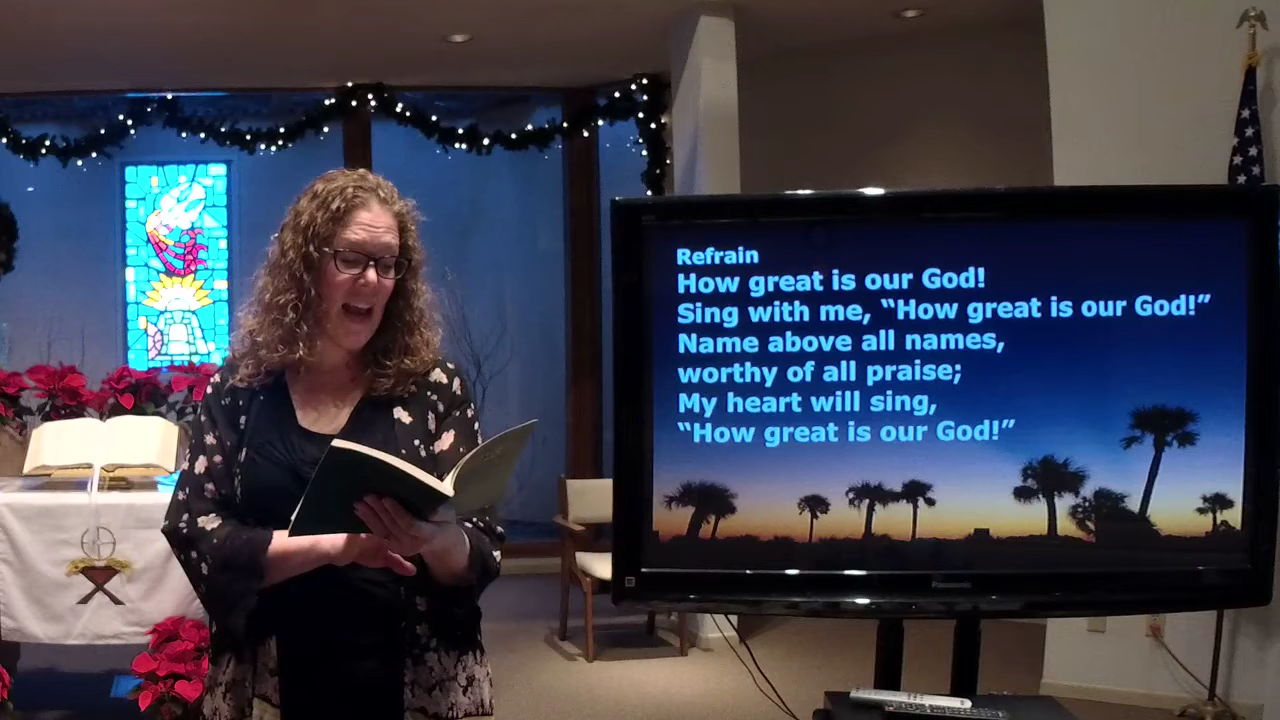 Refrain
How great is our God!
Sing with me, “How great is our God!”
Name above all names,
worthy of all praise;
My heart will sing,
“How great is our God!”
Panasonic